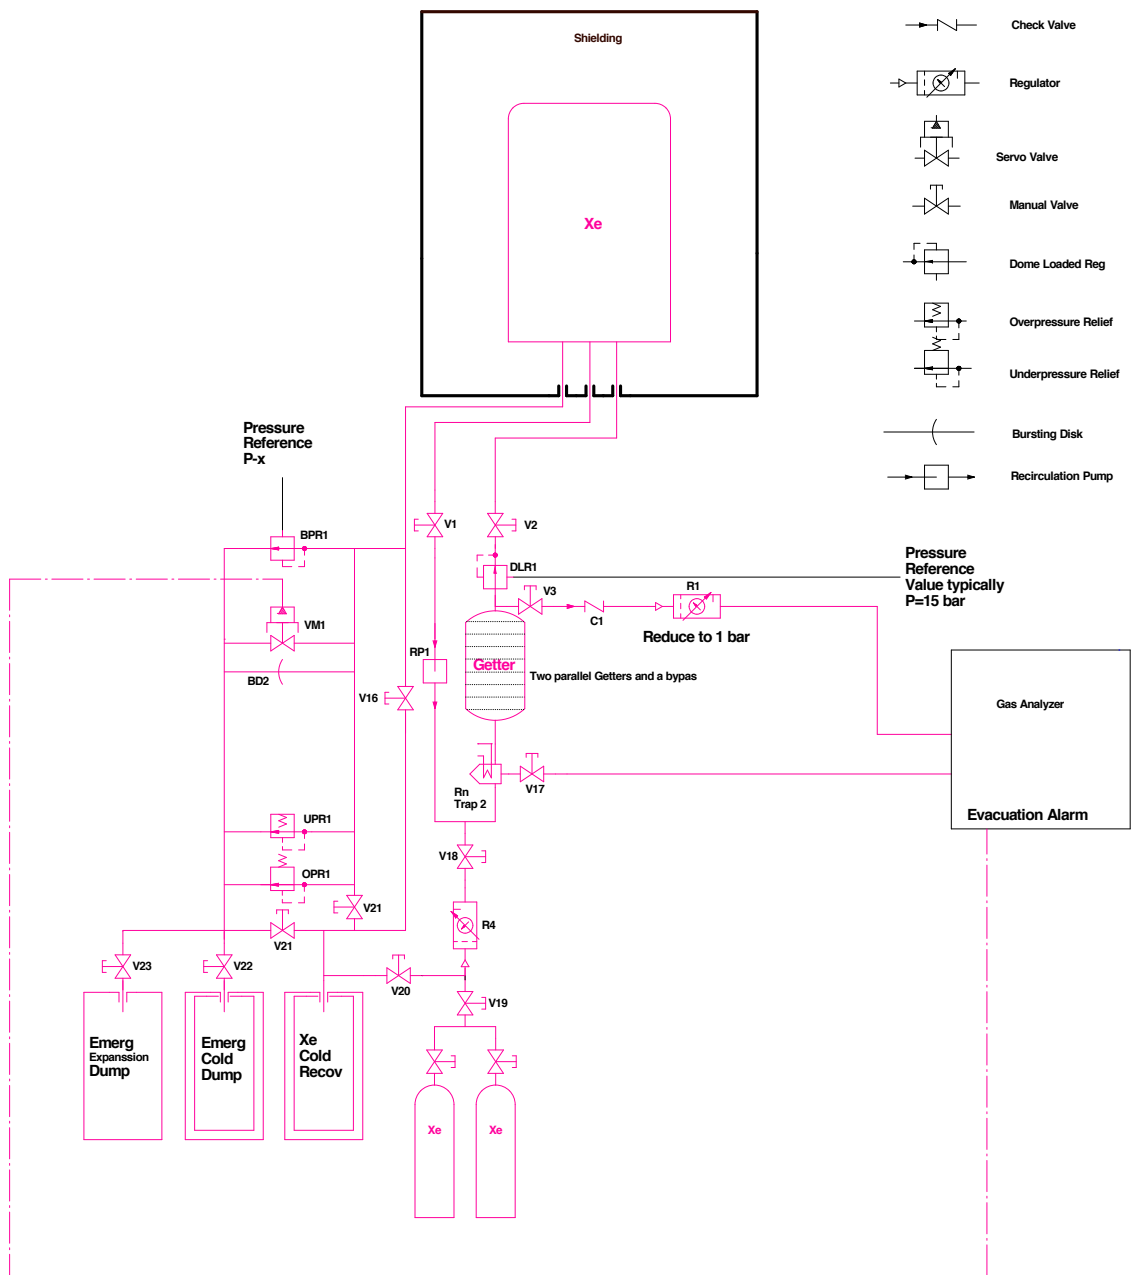 Shielding
Xe
Check Valve
Regulator
Servo Valve
Manual Valve
Dome Loaded Reg
Overpressure Relief
Underpressure Relief
Bursting Disk
Recirculation Pump
Pressure
Reference
P-x
BPR1
V1
V2
DLR1
V3
C1
R1
Pressure
Reference
Value typically
P=15 bar
Reduce to 1 bar
VM1
BD2
RP1
V16
Getter
Two parallel Getters and a bypas
Gas Analyzer
Evacuation Alarm
Rn
Trap 2
V17
UPR1
OPR1
V18
V21
V21
R4
V23
V22
V20
V19
Emerg
Expanssion
Dump
Emerg
Cold
Dump
Xe
Cold
Recov
Xe
Xe